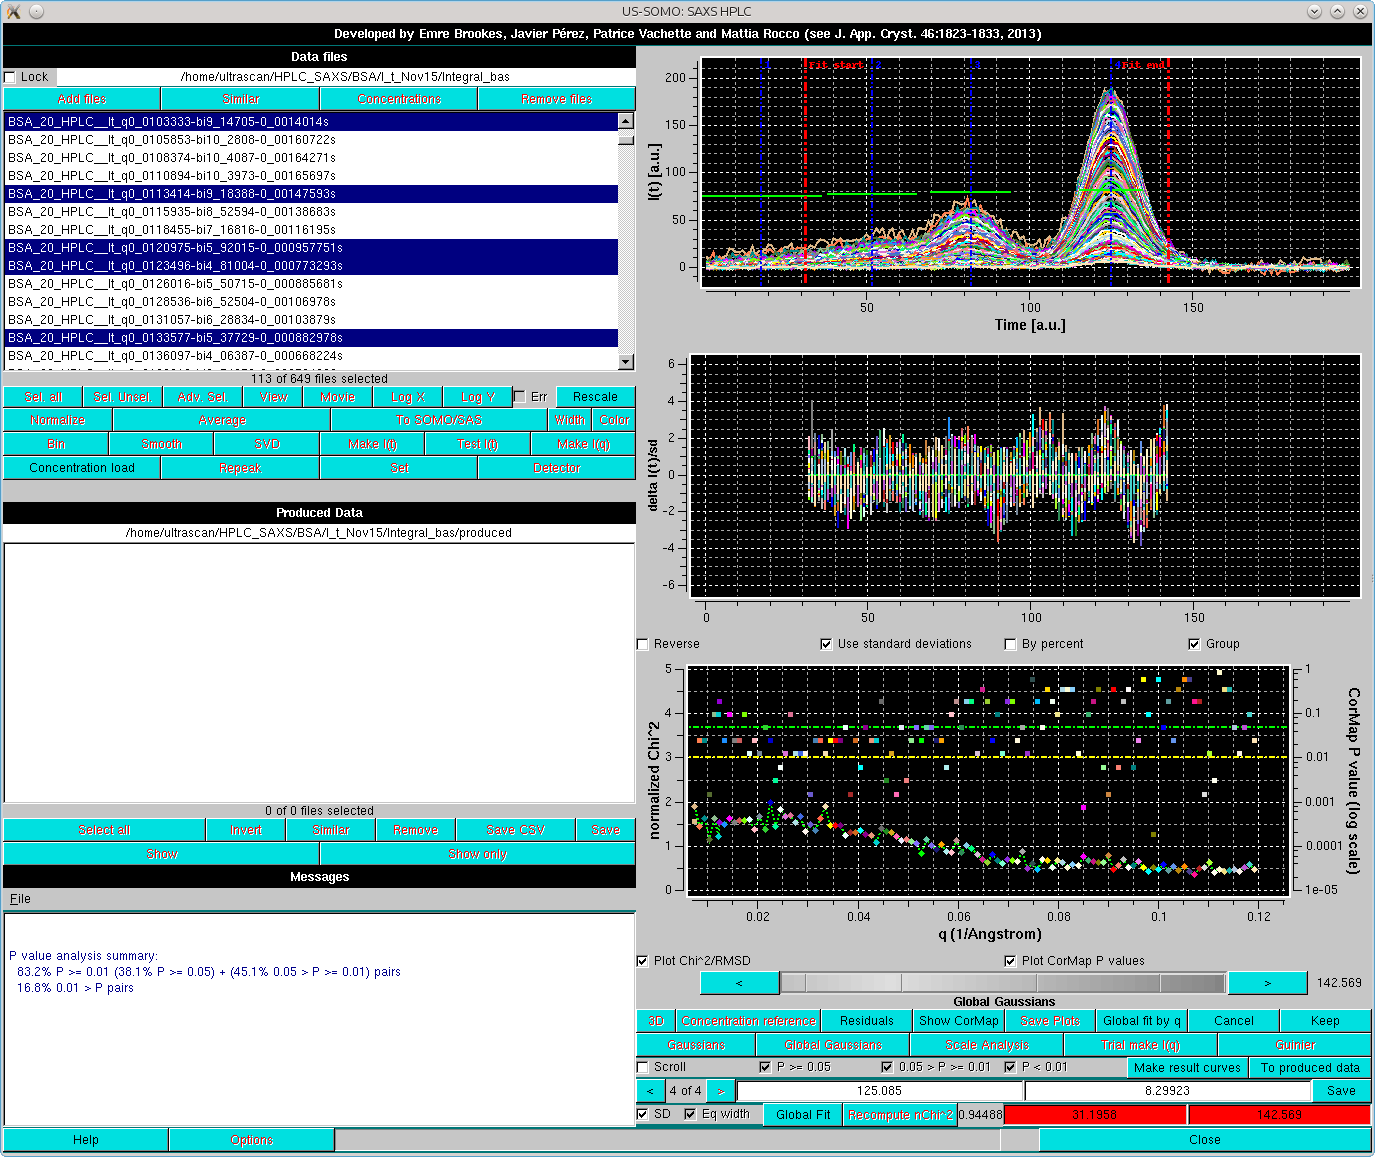 US-SOMO: SAXS HPLC
Developed by Emre Brookes, Javier Pérez, Patrice Vachette and Mattia Rocco (see J. App. Cryst. 46:1823-1833, 2013)
Data files
Lock /home/ultrascan/HPLC_SAXS/BSA/I_t_Nov15/Integral_bas
Add files Similar Concentrations Remove files
BSA_20_HPLC__It_q0_0103333-bi9_14705-0_0014014s
BSA_20_HPLC__It_q0_0105853-bi10_2808-0_00160722s
BSA_20_HPLC__It_q0_0108374-bi10_4087-0_00164271s
BSA_20_HPLC__It_q0_0110894-bi10_3973-0_00165697s
BSA_20_HPLC__It_q0_0113414-bi9_18388-0_00147593s
BSA_20_HPLC__It_q0_0115935-bi6_52594-0_00138683s
BSA_20_HPLC__It_q0_0118455-bi7_16816-0_00116195s
BSA_20_HPLC__It_q0_0120975-bi5_92015-0_000957751s
BSA_20_HPLC__It_q0_0123496-bi4_81004-0_000773293s
BSA_20_HPLC__It_q0_0126016-bi5_50715-0_000885681s
BSA_20_HPLC__It_q0_0128536-bi6_52504-0_00106978s
BSA_20_HPLC__It_q0_0131057-bi6_28834-0_00103879s
BSA_20_HPLC__It_q0_0133577-bi5_37729-0_000882978s
BSA_20_HPLC__It_q0_0136097-bi4_06387-0_000668224s
113 of 649 files selected
Sel. all Sel. Unsel. Adv. Sel. View Movie Log X Log Y Err Rescale
Normalize Average To SOMO/SAS Width Color
Bin Smooth SVD Make I(t) Test I(t) Make I(q)
Concentration load Repeak Set Detector
Produced Data
/home/ultrascan/HPLC_SAXS/BSA/I_t_Nov15/Integral_bas/produced
0 of 0 files selected
Select all Invert Similar Remove Save CSV Save
Show Show only
Messages
File
P value analysis summary:
83.2% P >= 0.01 (38.1% P >= 0.05) + (45.1% 0.05 > P >= 0.01) pairs
16.8% 0.01 > P pairs
Help Options
I(t) [a.u.]
200
150
100
50
0
1 Fit start 2 3 4 Fit end
50 100 150
Time [a.u.]
delta I(t)/sd
6
4
2
0
-2
-4
-6
0 50 100 150
Reverse Use standard deviations By percent Group
normalized Chi^2
5
4
3
2
1
0
1
0.1
0.01
0.001
0.0001
1e-05
CorMap P value (log scale)
0.02 0.04 0.06 0.08 0.1 0.12
q (1/Angstrom)
Plot Chi^2/RMSD Plot CorMap P values
< > 142.569
Global Gaussians
3D Concentration reference Residuals Show CorMap Save Plots Global fit by q Cancel Keep
Gaussians Global Gaussians Scale Analysis Trial make I(q) Guinier
Scroll P >= 0.05 0.05 > P >= 0.01 P < 0.01 Make result curves To produced data
< 4 of 4 > 125.085 8.29923 Save
SD Eq width Global Fit Recompute nChi^2 0.94488 31.1956 142.569
Close